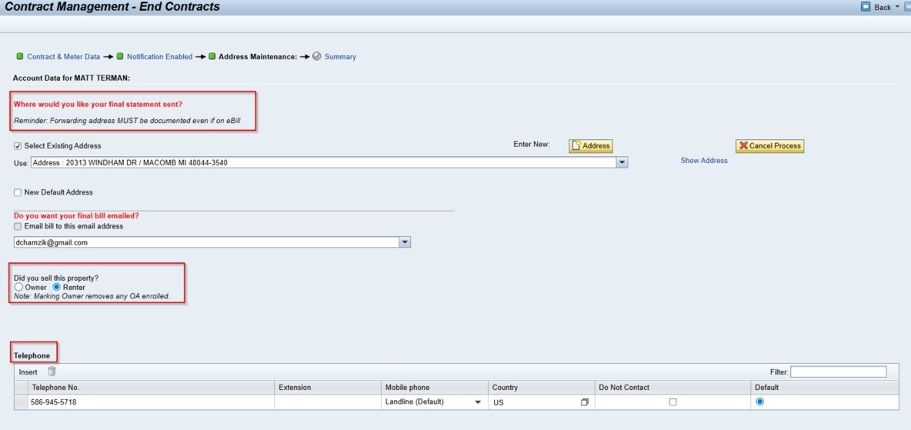 Contract Management - End Contracts
Back
Contract & Meter Data Notification Enabled Address Maintenance: Summary
Account Data for MATT TERMAN:
Where would you like your final statement sent?
Reminder: Forwarding address MUST be documented even if on eBill
Select Existing Address Enter New: Address Cancel Process
Use: Address : 20313 WINDHAM DR / MACOMB MI 48044-3540 Show Address
New Default Address
Do you want your final bill emailed?
Email bill to this email address
dchamzik@gmail.com
Did you sell this property?
Owner Renter
Note: Marking Owner removes any OA enrolled.
Telephone
Insert Filter:
Telephone No. Extension Mobile phone Country Do Not Contact Default
586-945-5718 Landline (Default) US